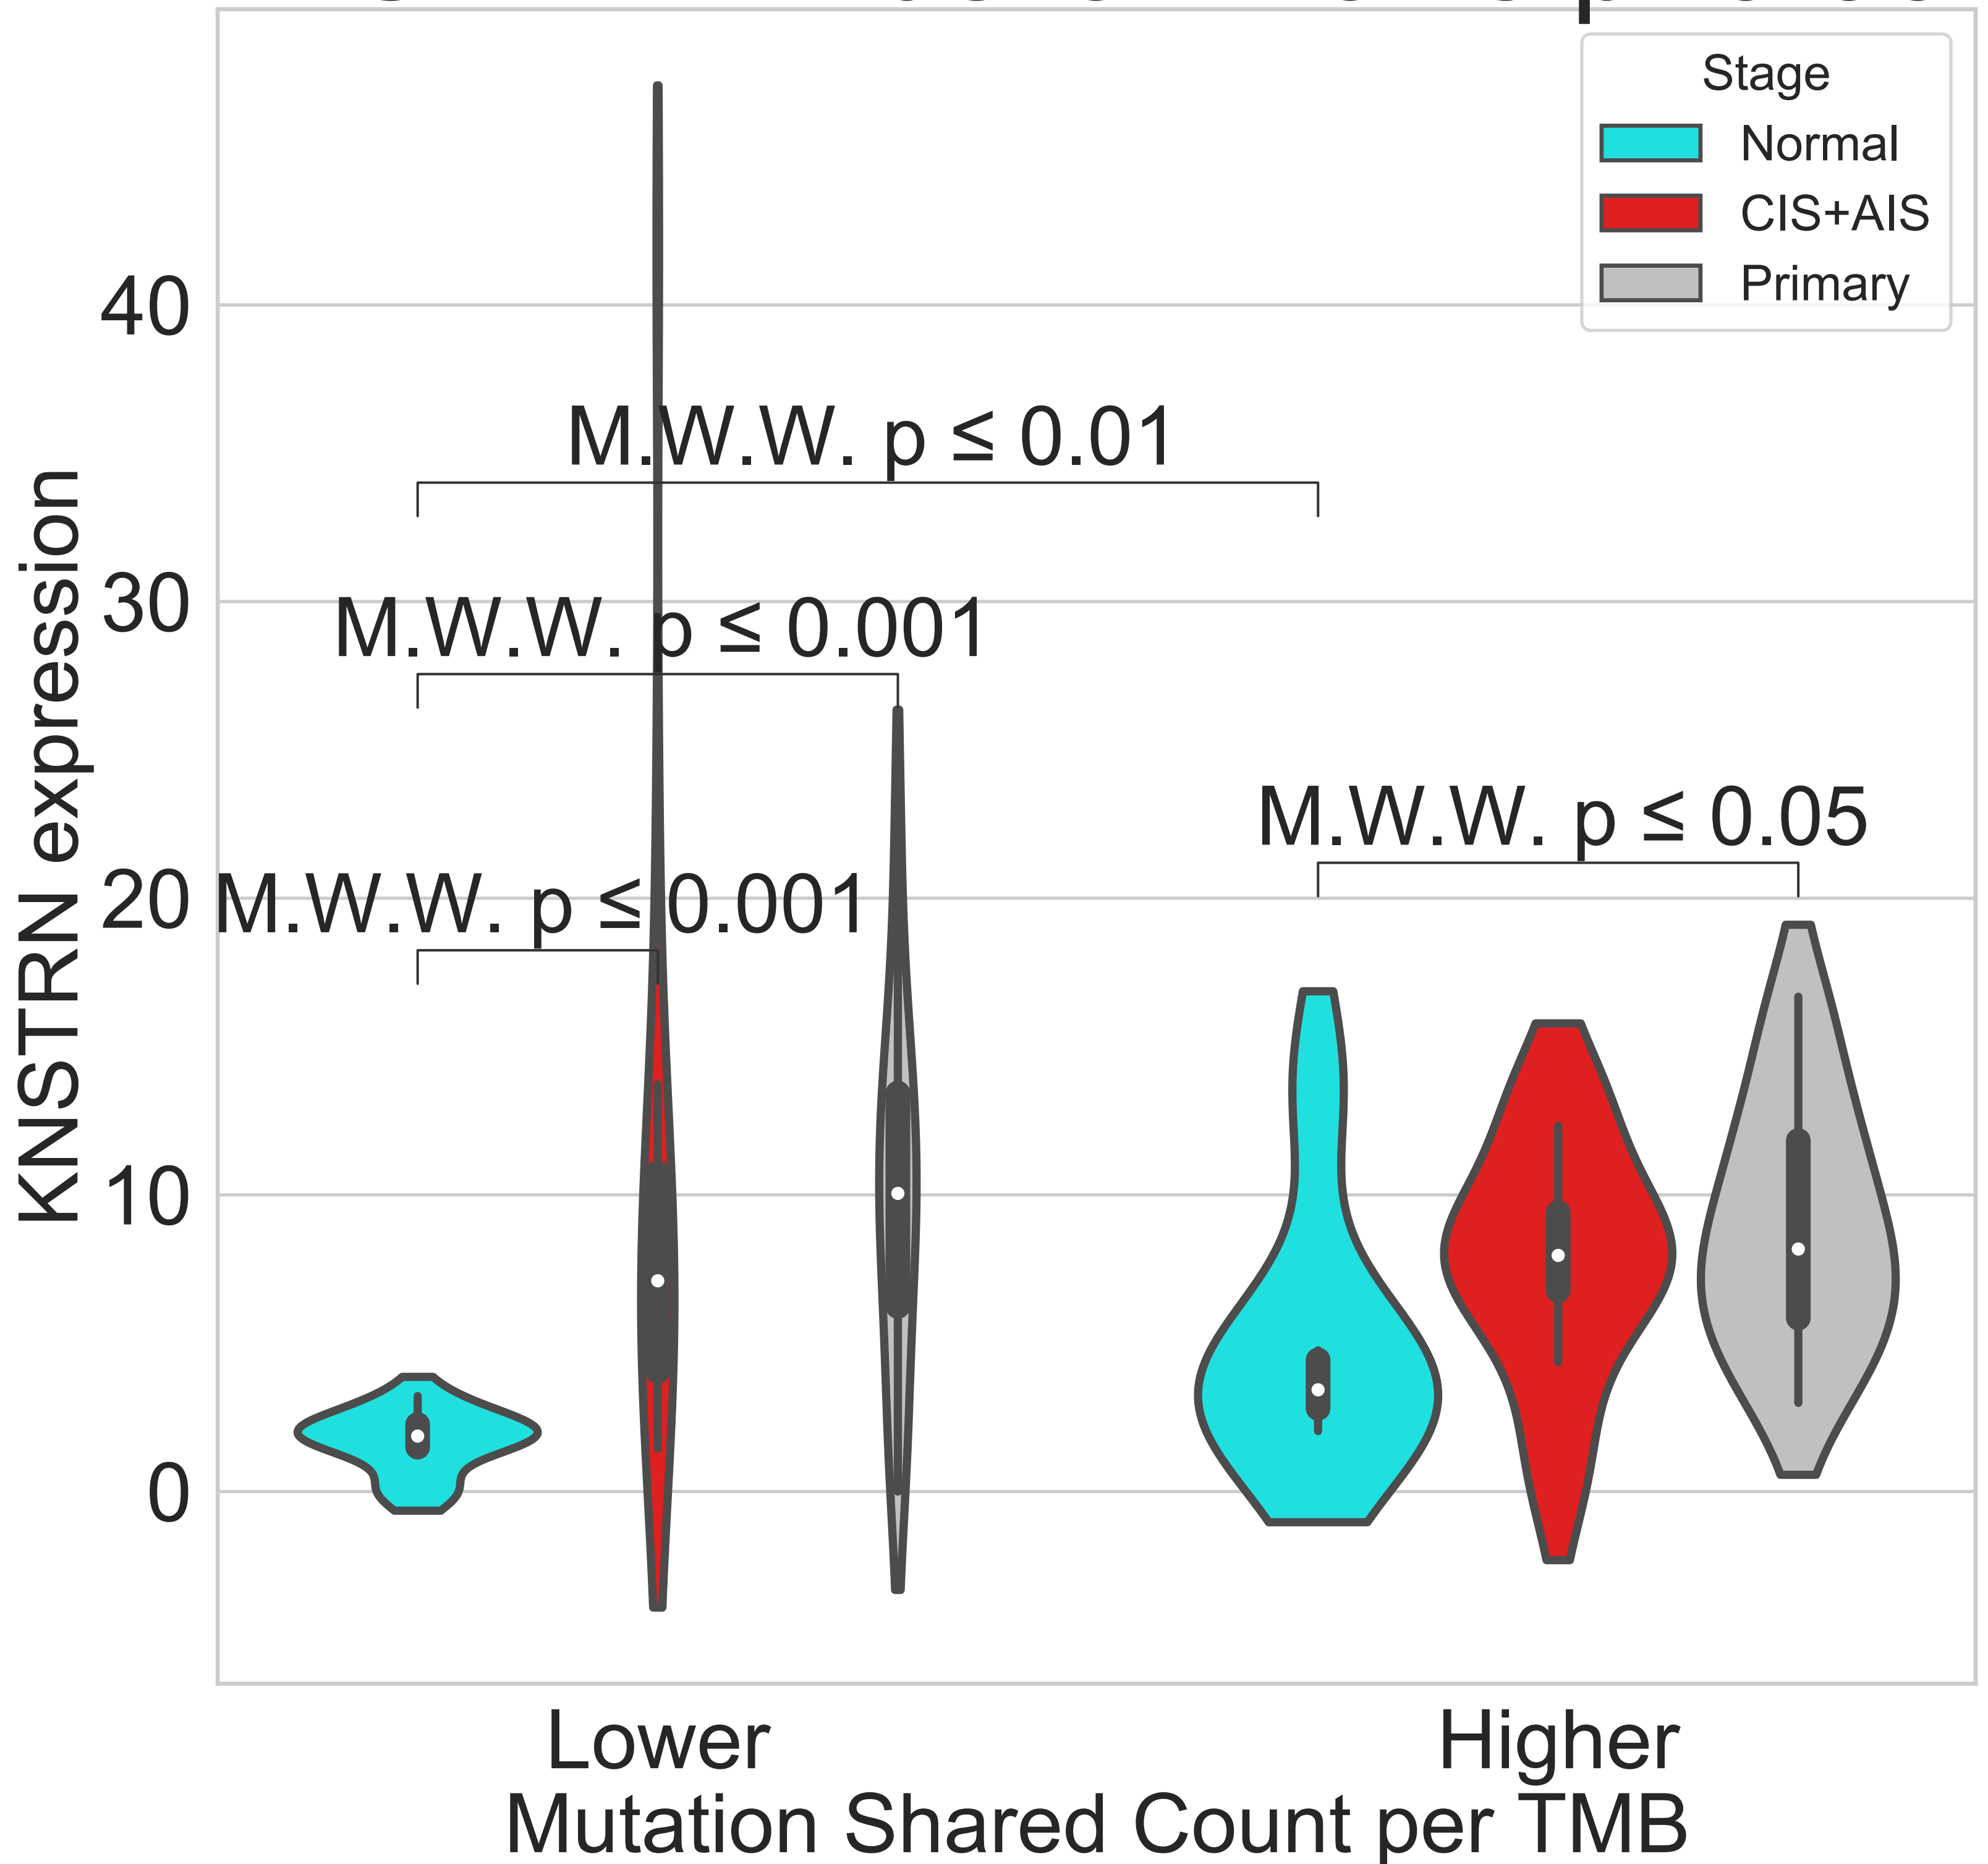 Stage
Normal
CIS+AIS
Primary
40
30
20
10
0
KNSTRN expression
M.W.W. p ≤ 0.01
M.W.W. p ≤ 0.001
M.W.W. p ≤ 0.05
M.W.W. p ≤ 0.001
Lower
Higher
Mutation Shared Count per TMB